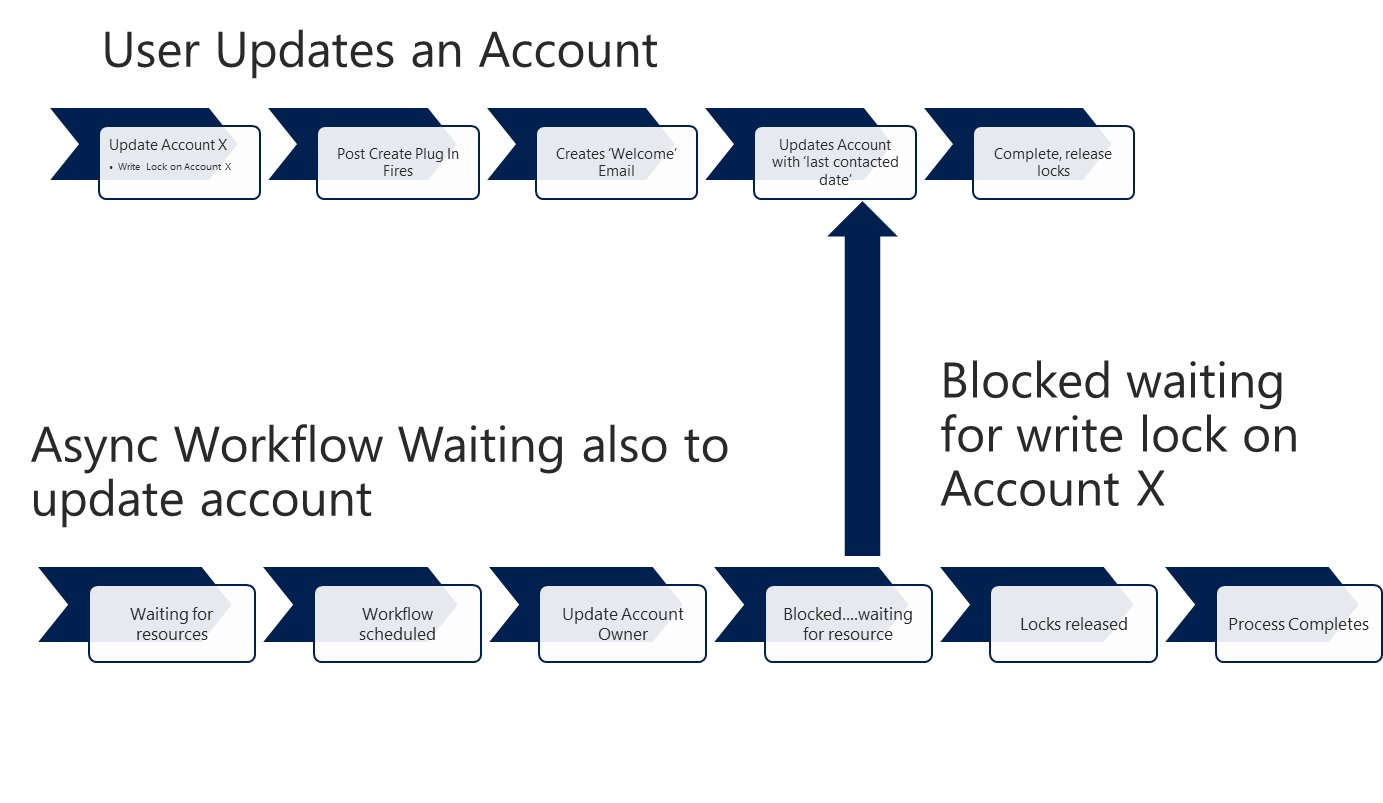 User Updates an Account
Update Account X
• Write Lock on Account X
Post Create Plug In
Fires
Creates ‘Welcome’
Email
Updates Account
with ‘last contacted
date’
Complete, release
locks
Blocked waiting
for write lock on
Account X
Async Workflow Waiting also to
update account
Waiting for
resources
Workflow
scheduled
Update Account
Owner
Blocked....waiting
for resource
Locks released
Process Completes